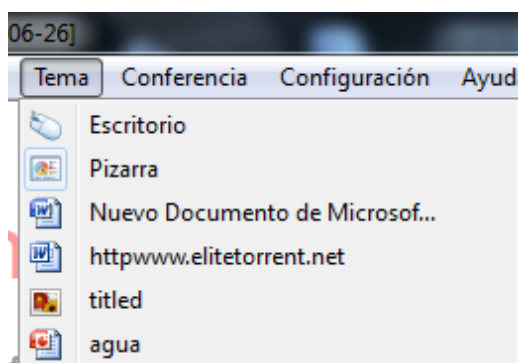 06-26]
Tema Conferencia Configuración Ayud
Escritorio
Pizarra
Nuevo Documento de Microsof...
httpwww.elitetorrent.net
titled
agua